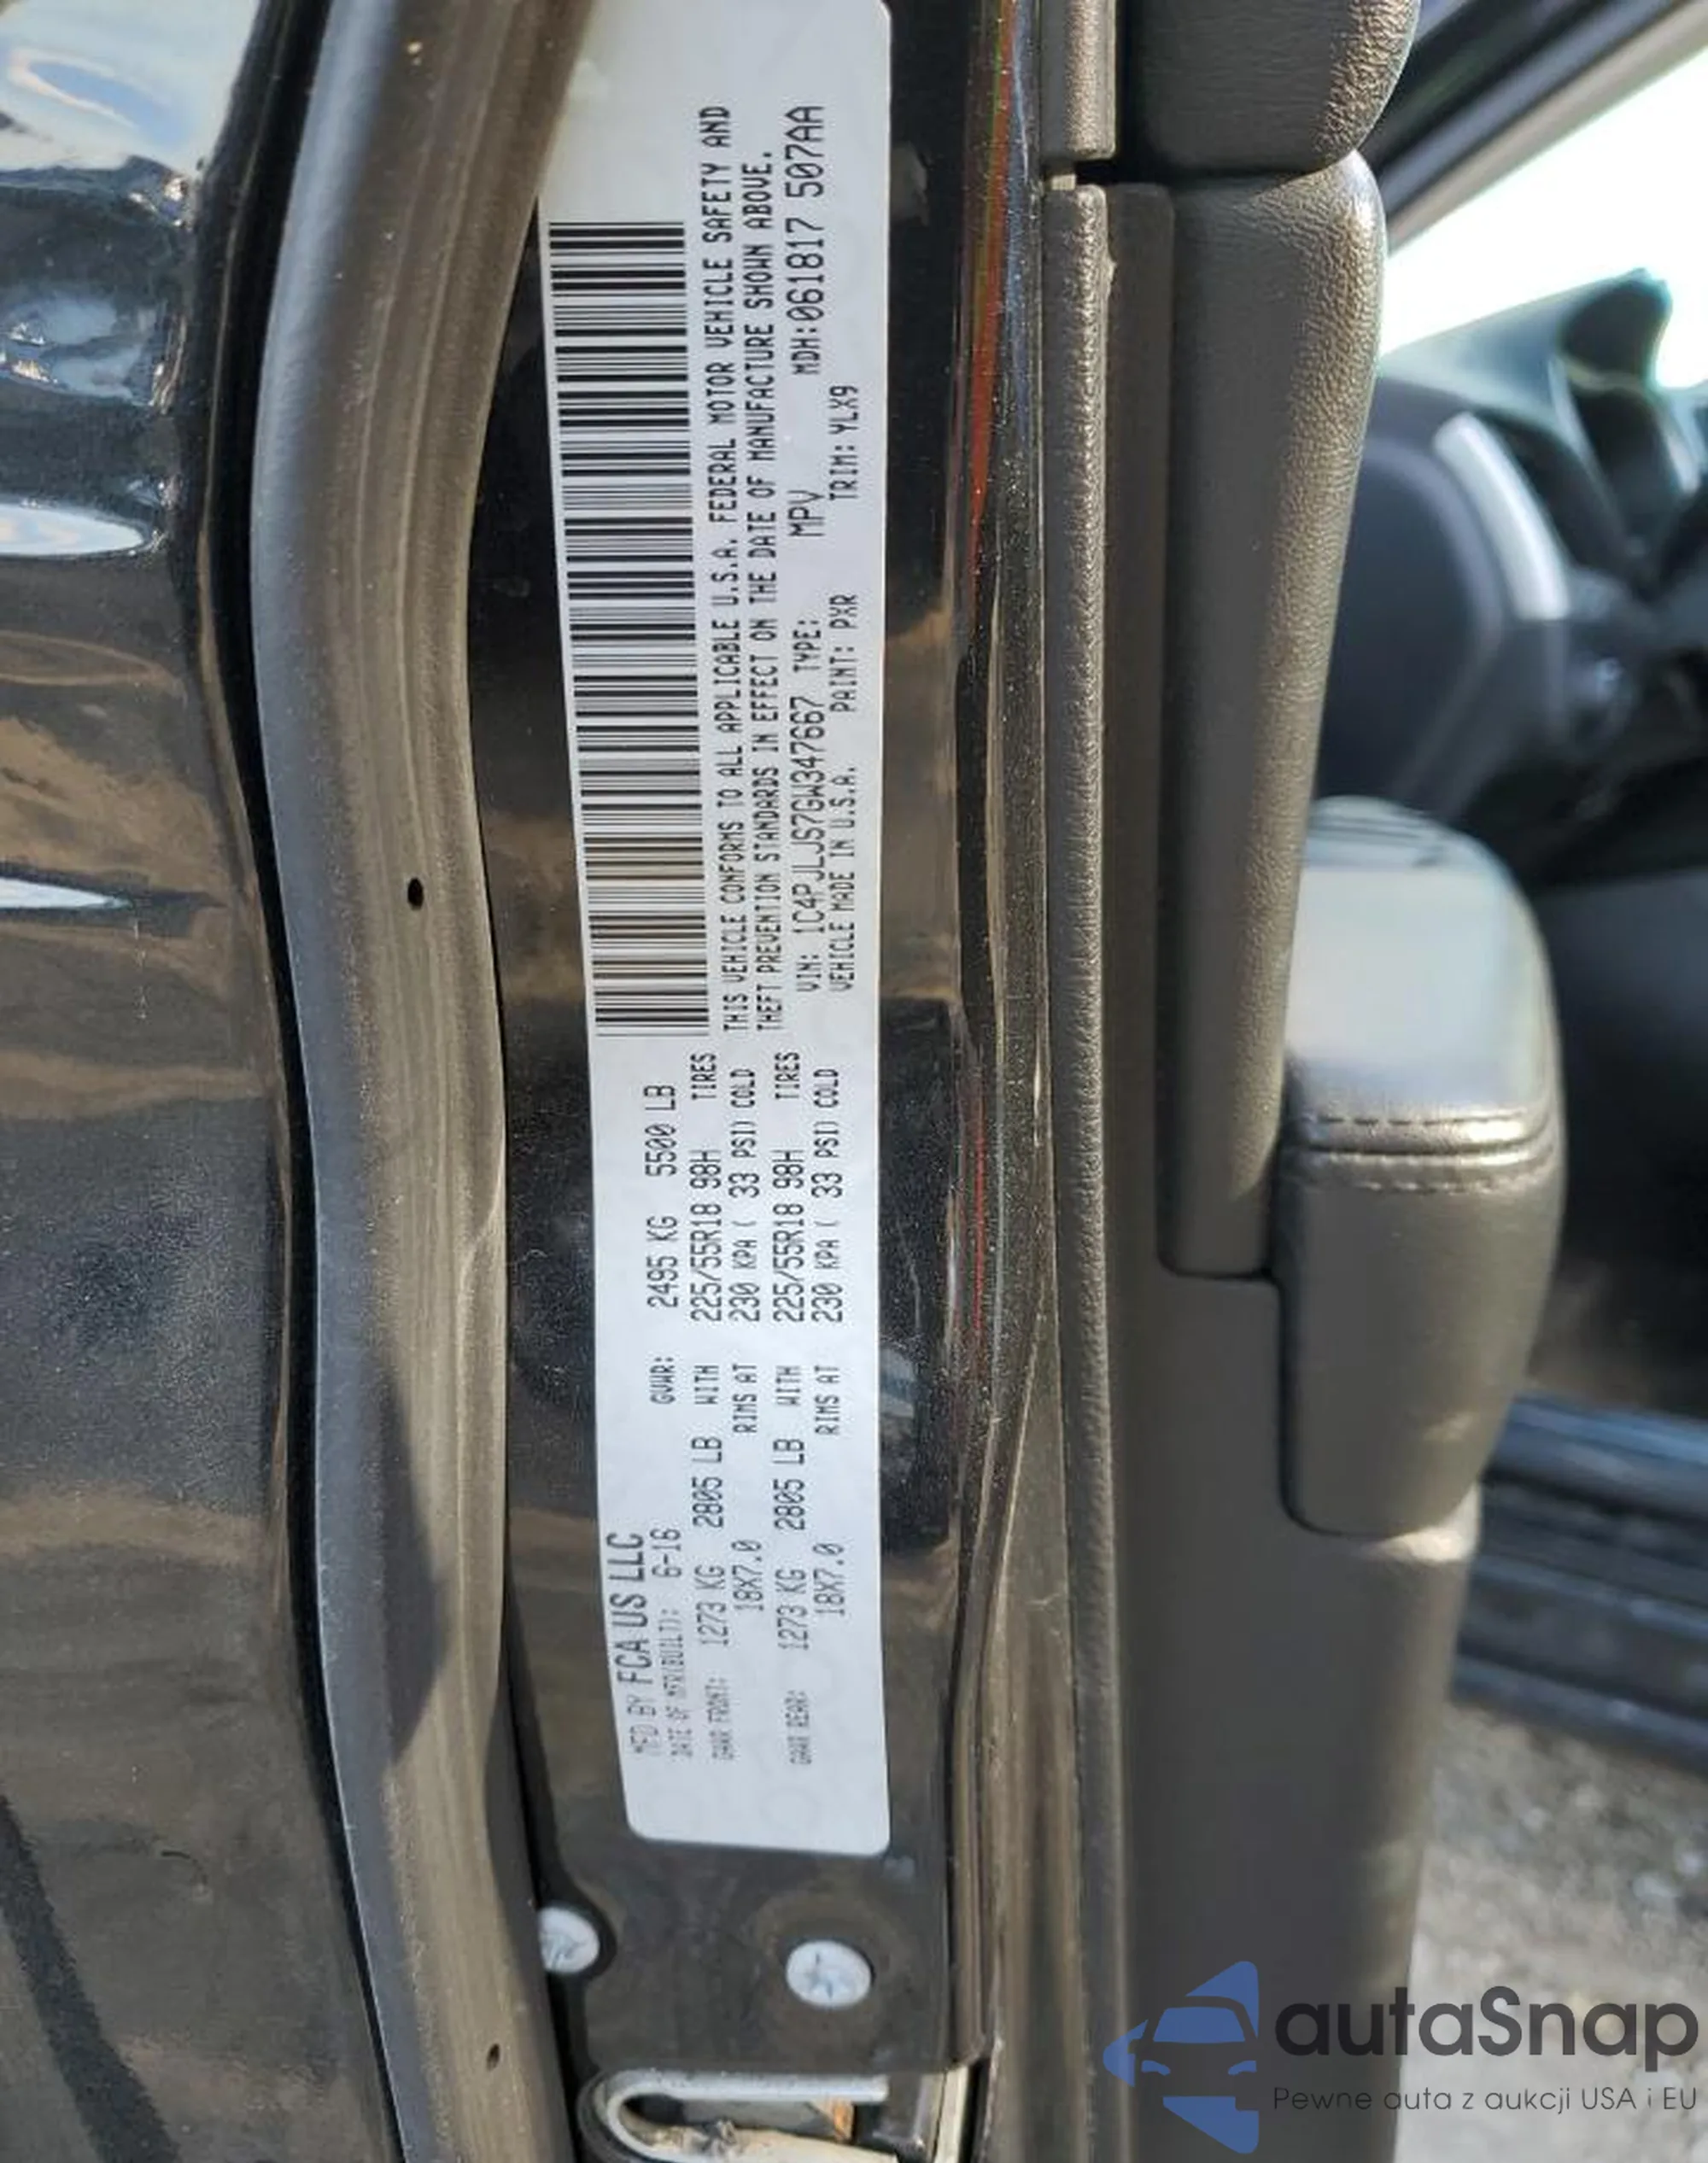 MFD BY FCA US LLC
DATE OF MFR(BUILT): 6-16 GVWR: 2495 KG 5500 LB
GAWR FRONT: 1273 KG 2805 LB WITH 225/55R18 98H TIRES
18X7.0 RIMS AT 230 KPA ( 33 PSI) COLD
GAWR REAR: 1273 KG 2805 LB WITH 225/55R18 98H TIRES
18X7.0 RIMS AT 230 KPA ( 33 PSI) COLD
THIS VEHICLE CONFORMS TO ALL APPLICABLE U.S.A. FEDERAL MOTOR VEHICLE SAFETY AND
THEFT PREVENTION STANDARDS IN EFFECT ON THE DATE OF MANUFACTURE SHOWN ABOVE.
VIN: 1C4PJLJS7GW347667 TYPE: MPV MDH:061817 507AA
VEHICLE MADE IN U.S.A. PAINT: PXR TRIM: YLX9
autaSnap
Pewne auta z aukcji USA i EU